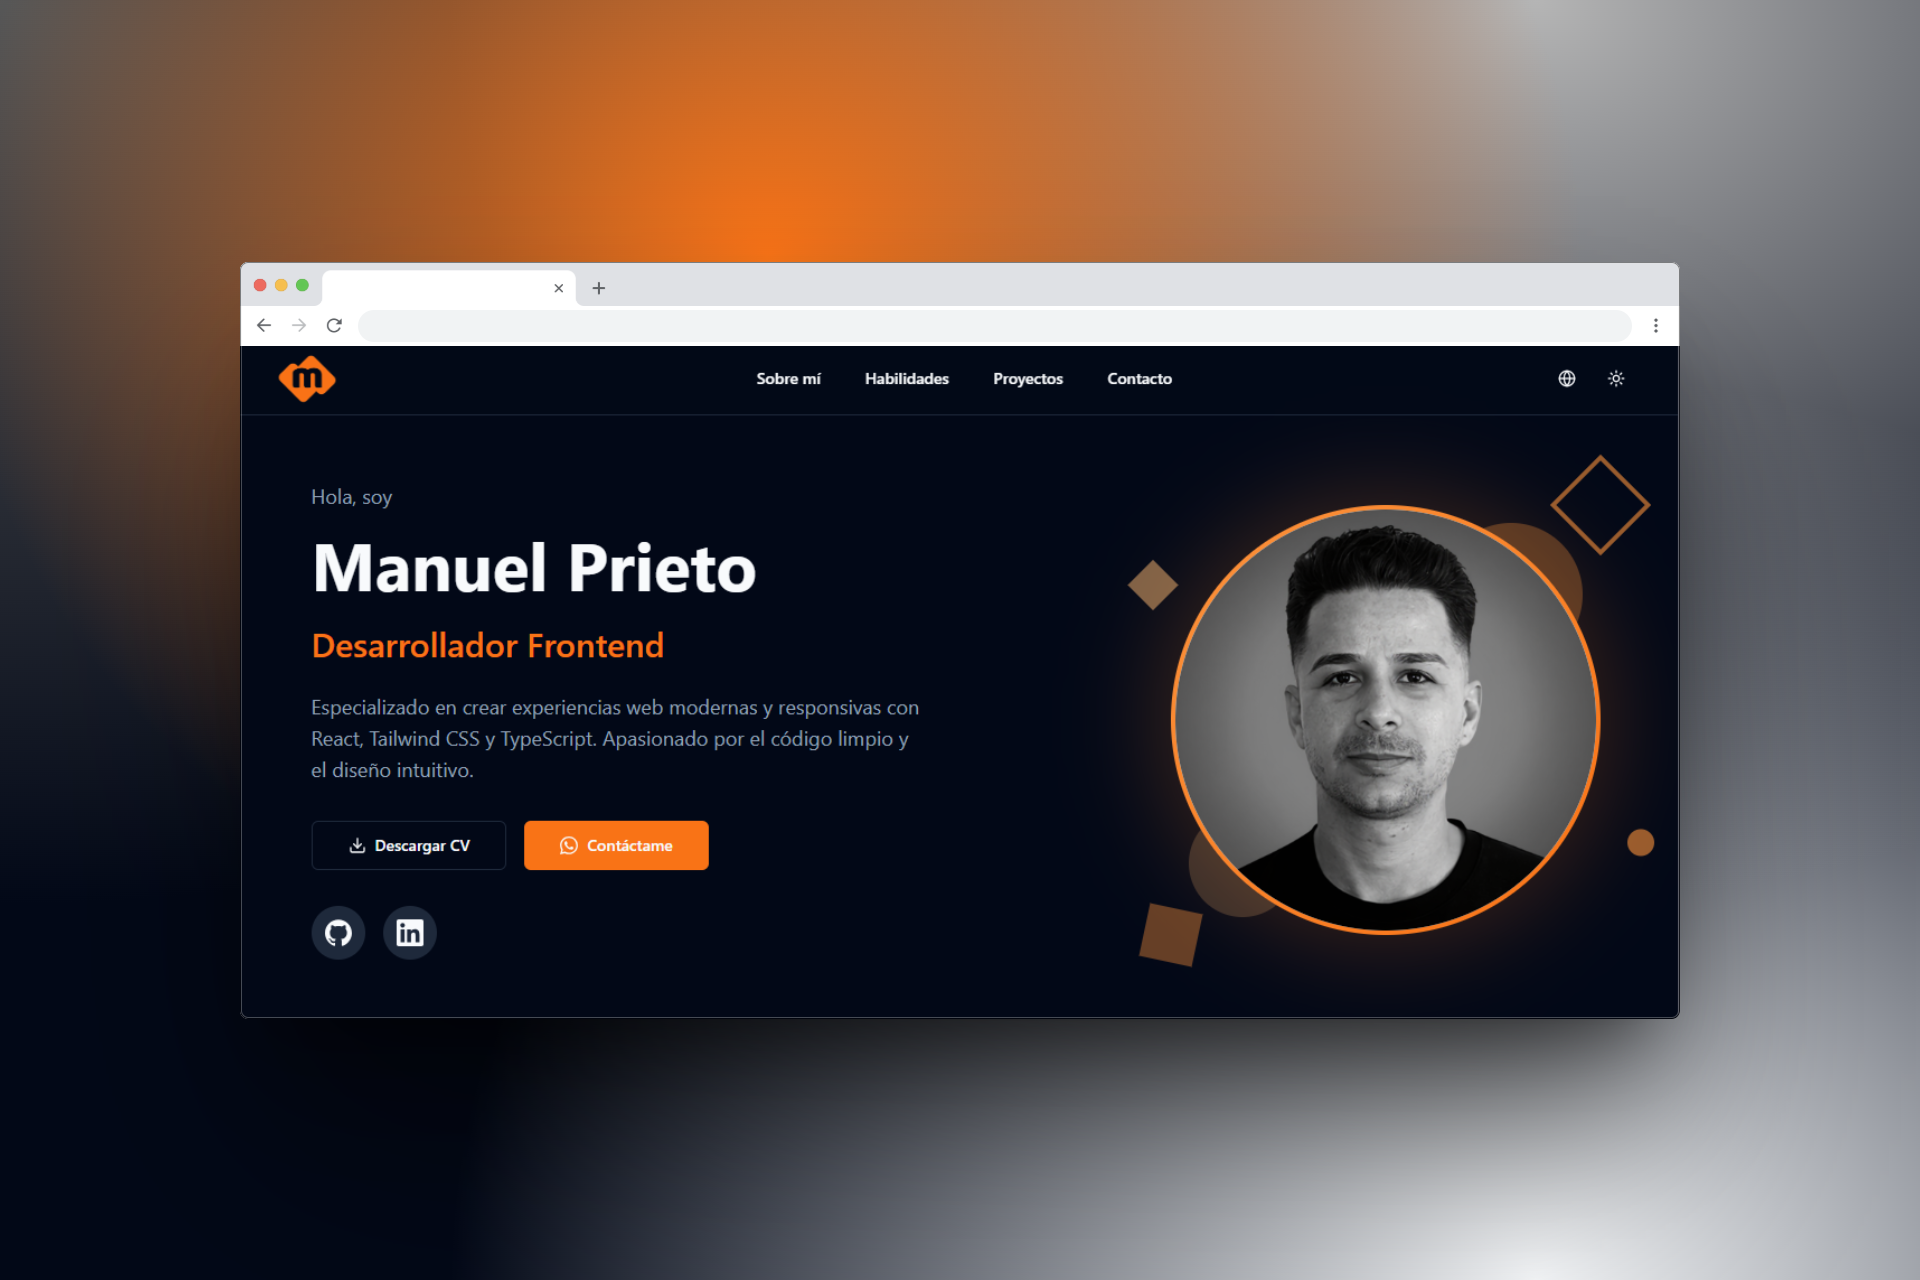 m
Sobre mí
Habilidades
Proyectos
Contacto
Hola, soy
Manuel Prieto
Desarrollador Frontend
Especializado en crear experiencias web modernas y responsivas con
React, Tailwind CSS y TypeScript. Apasionado por el código limpio y
el diseño intuitivo.
Descargar CV
Contáctame
in